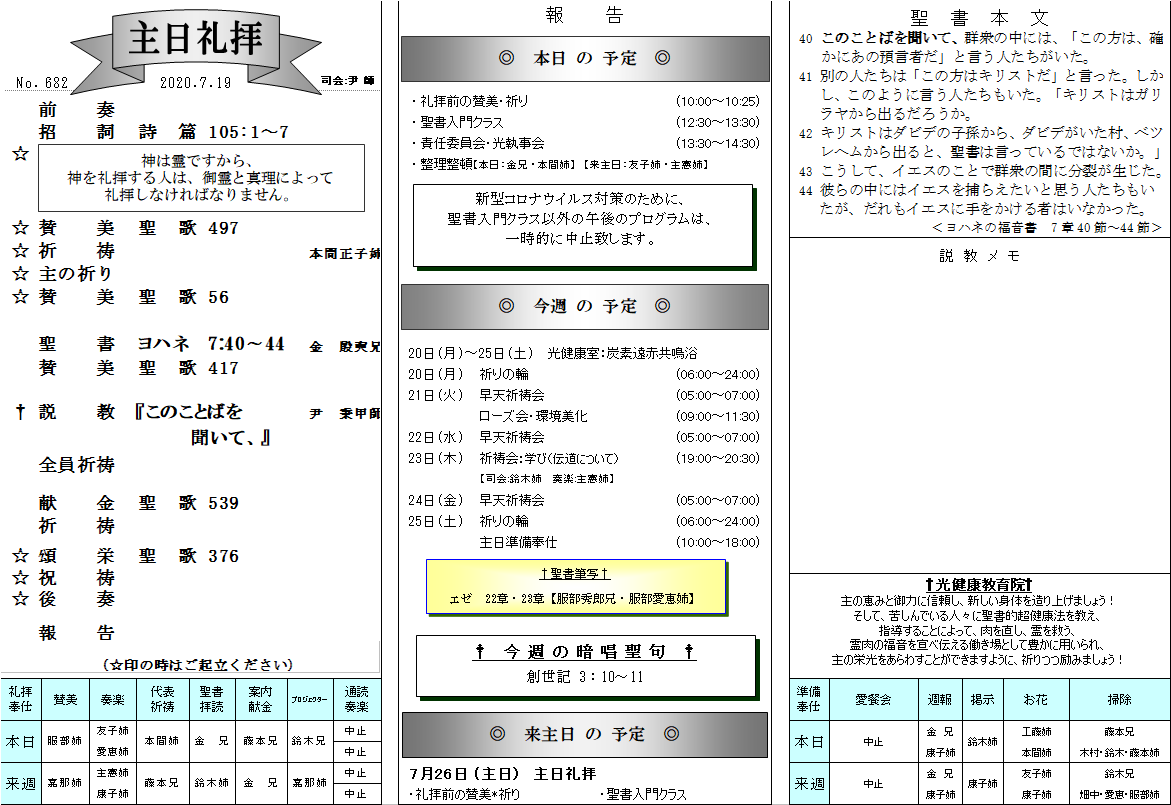 主日礼拝
No. 682
2020.7.19
司会:尹 師
前　奏
招　詞 詩　篇 105:1～7
☆
神は霊ですから、
神を礼拝する人は、御霊と真理によって
礼拝しなければなりません。
☆ 賛　美 聖　歌 497
☆ 祈　祷 本間正子姉
☆ 主の祈り
☆ 賛　美 聖　歌 56
聖　書 ヨハネ 7:40～44 金　殷奭兄
賛　美 聖　歌 417
† 説　教 『このことばを 尹　秉甲師
聞いて、』
全員祈祷
献　金 聖　歌 539
祈　祷
☆ 頌　栄 聖　歌 376
☆ 祝　祷
☆ 後　奏
報　告
(☆印の時はご起立ください)
礼拝奉仕 賛美 奏楽 代表祈祷 聖書拝読 案内献金 プロジェクター 通読奏楽
本日 服部姉 友子姉 愛恵姉 本間姉 金　兄 藤本兄 鈴木兄 中止 中止
来週 嘉那姉 主憲姉 康子姉 藤本兄 鈴木姉 金　兄 嘉那姉 中止 中止
報　告
◎ 本日 の 予定 ◎
・礼拝前の賛美・祈り (10:00～10:25)
・聖書入門クラス (12:30～13:30)
・責任委員会・光執事会 (13:30～14:30)
・整理整頓【本日:金兄・本間姉】【来主日:友子姉・主憲姉】
新型コロナウイルス対策のために、
聖書入門クラス以外の午後のプログラムは、
一時的に中止致します。
◎ 今週 の 予定 ◎
20日(月)～25日(土) 光健康室:炭素遠赤共鳴浴
20日(月) 祈りの輪 (06:00～24:00)
21日(火) 早天祈祷会 (05:00～07:00)
ローズ会・環境美化 (09:00～11:30)
22日(水) 早天祈祷会 (05:00～07:00)
23日(木) 祈祷会:学び(伝道について) (19:00～20:30)
【司会:鈴木姉 奏楽:主憲姉】
24日(金) 早天祈祷会 (05:00～07:00)
25日(土) 祈りの輪 (06:00～24:00)
主日準備奉仕 (10:00～18:00)
†聖書筆写†
エゼ 22章・23章【服部秀郎兄・服部愛恵姉】
† 今週の暗唱聖句 †
創世記 3：10～11
◎ 来主日 の 予定 ◎
7月26日(主日) 主日礼拝
・礼拝前の賛美*祈り ・聖書入門クラス
聖 書 本 文
40 このことばを聞いて、群衆の中には、「この方は、確
かにあの預言者だ」と言う人たちがいた。
41 別の人たちは「この方はキリストだ」と言った。しか
し、このように言う人たちもいた。「キリストはガリ
ラヤから出るだろうか。
42 キリストはダビデの子孫から、ダビデがいた村、ベツ
レヘムから出ると、聖書は言っているではないか。」
43 こうして、イエスのことで群衆の間に分裂が生じた。
44 彼らの中にはイエスを捕らえたいと思う人たちもい
たが、だれもイエスに手をかける者はいなかった。
＜ヨハネの福音書 7章40節～44節＞
説 教 メ モ
†光健康教育院†
主の恵みと御力に信頼し、新しい身体を造り上げましょう！
そして、苦しんでいる人々に聖書的超健康法を教え、
指導することによって、肉を直し、霊を救う、
霊肉の福音を宣べ伝える働き場として豊かに用いられ、
主の栄光をあらわすことができますように、祈りつつ励みましょう！
準備奉仕 愛餐会 週報 掲示 お花 掃除
本日 中止 金　兄 康子姉 鈴木姉 工藤姉 本間姉 藤本兄 木村・鈴木・藤本姉
来週 中止 金　兄 康子姉 康子姉 友子姉 康子姉 鈴木兄 畑中・愛恵・服部姉